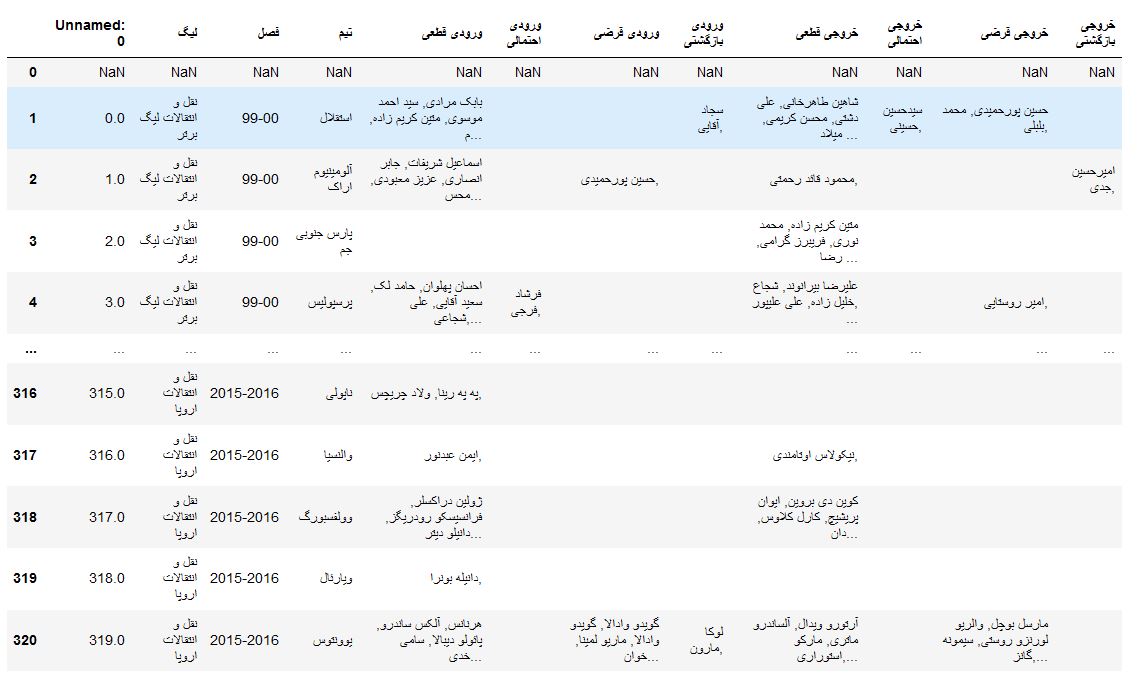 Unnamed: 0 لیگ فصل تیم ورودی قطعی ورودی احتمالی ورودی قرضی ورودی بازگشتی خروجی قطعی خروجی احتمالی خروجی قرضی خروجی بازگشتی
0 NaN NaN NaN NaN NaN NaN NaN NaN NaN NaN NaN NaN
1 0.0 نقل و انتقالات لیگ برتر 99-00 استقلال بابک مرادی, سید احمد موسوی, متین کریم زاده, م... سجاد آقایی, شاهین طاهرخانی, علی دشتی, محسن کریمی, میلاد ... سیدحسین حسینی, حسین پورحمیدی, محمد بلبلی,
2 1.0 نقل و انتقالات لیگ برتر 99-00 آلومینیوم اراک اسماعیل شریفات, جابر انصاری, عزیز معبودی, محس... حسین پورحمیدی, محمود قائد رحمتی, امیرحسین جدی,
3 2.0 نقل و انتقالات لیگ برتر 99-00 پارس جنوبی جم متین کریم زاده, محمد نوری, فریبرز گرامی, رضا ...
4 3.0 نقل و انتقالات لیگ برتر 99-00 پرسپولیس احسان پهلوان, حامد لک, سعید آقایی, علی شجاعی,... فرشاد فرجی, علیرضا بیرانوند, شجاع خلیل زاده, علی علیپور, ... امیر روستایی,
... ... ... ... ... ... ... ... ... ... ... ... ...
316 315.0 نقل و انتقالات اروپا 2015-2016 ناپولی په په رینا, ولاد چریچس,
317 316.0 نقل و انتقالات اروپا 2015-2016 والنسیا ایمن عبدنور, نیکولاس اوتامندی,
318 317.0 نقل و انتقالات اروپا 2015-2016 وولفسبورگ ژولین دراکسلر, فرانسیسکو رودریگز, دانیلو دیتر... کوین دی بروین, ایوان پریشیچ, کارل کلاوس, دان...
319 318.0 نقل و انتقالات اروپا 2015-2016 ویارئال دانیله بونرا,
320 319.0 نقل و انتقالات اروپا 2015-2016 یوونتوس هرنانس, آلکس ساندرو, پائولو دیبالا, سامی خدی... گویدو وادالا, گویدو وادالا, ماریو لمینا, خوان... لوکا مارون, آرتورو ویدال, آلساندرو ماتری, مارکو استوراری,... مارسل بوچل, والریو لورنزو روستی, سیمونه گانز,...